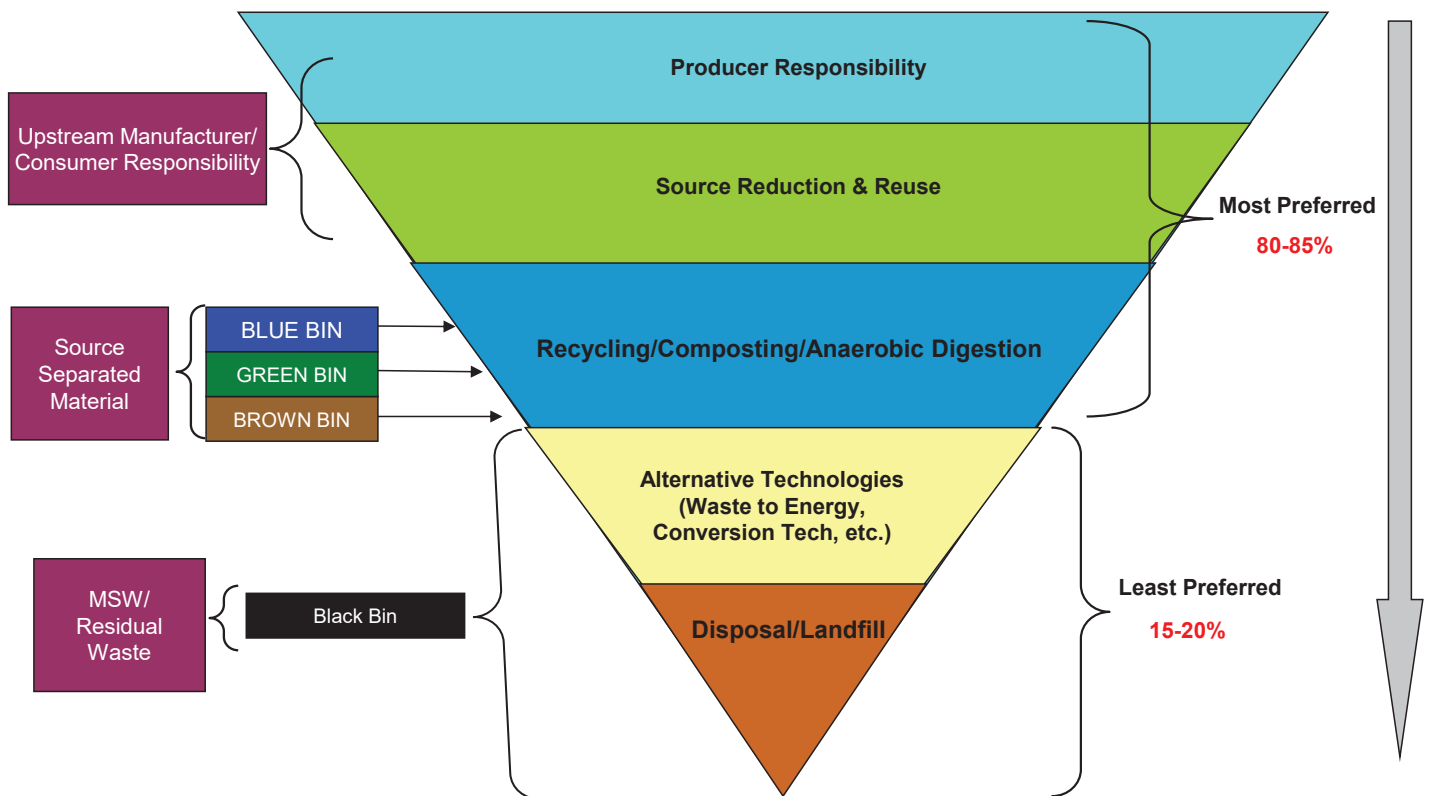 Producer Responsibility
Upstream Manufacturer/
Consumer Responsibility
Source Reduction & Reuse
Most Preferred
80-85%
Source
Separated
Material
BLUE BIN
GREEN BIN
BROWN BIN
Recycling/Composting/Anaerobic Digestion
Alternative Technologies
(Waste to Energy,
Conversion Tech, etc.)
MSW/
Residual
Waste
Black Bin
Disposal/Landfill
Least Preferred
15-20%